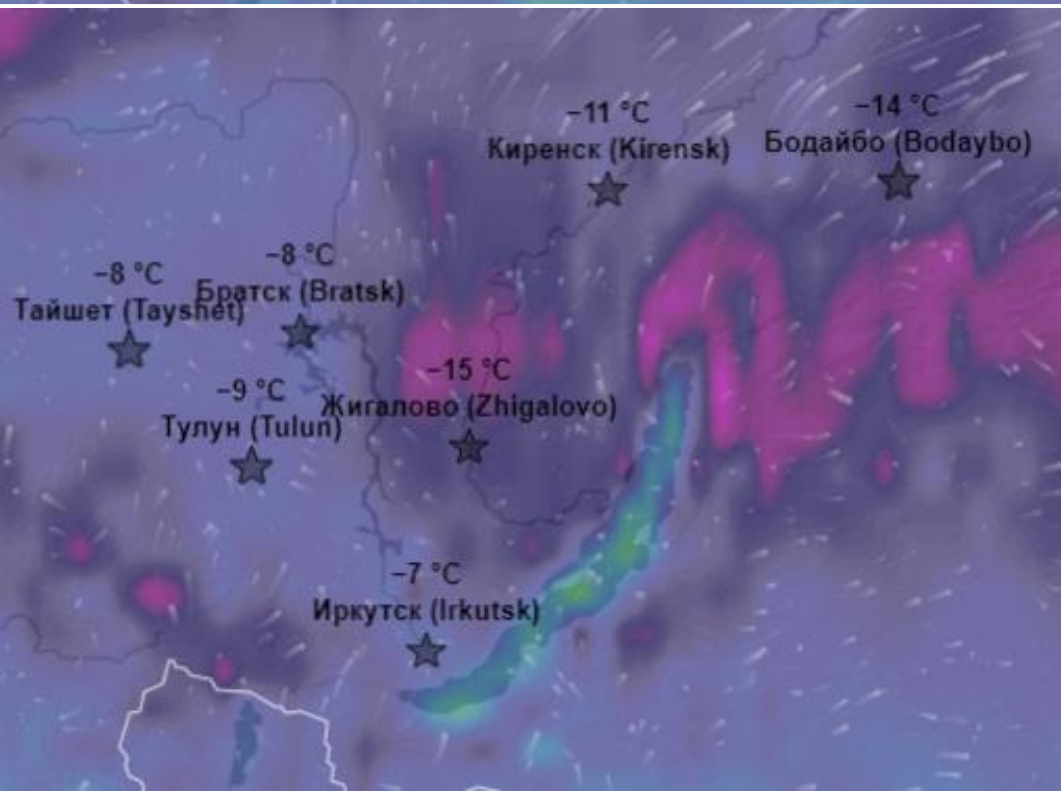 −11 °C
Киренск (Kirensk)
−14 °C
Бодайбо (Bodaybo)
−8 °C
Тайшет (Tayshet)
−8 °C
Братск (Bratsk)
−9 °C
Тулун (Tulun)
−15 °C
Жигалово (Zhigalovo)
−7 °C
Иркутск (Irkutsk)